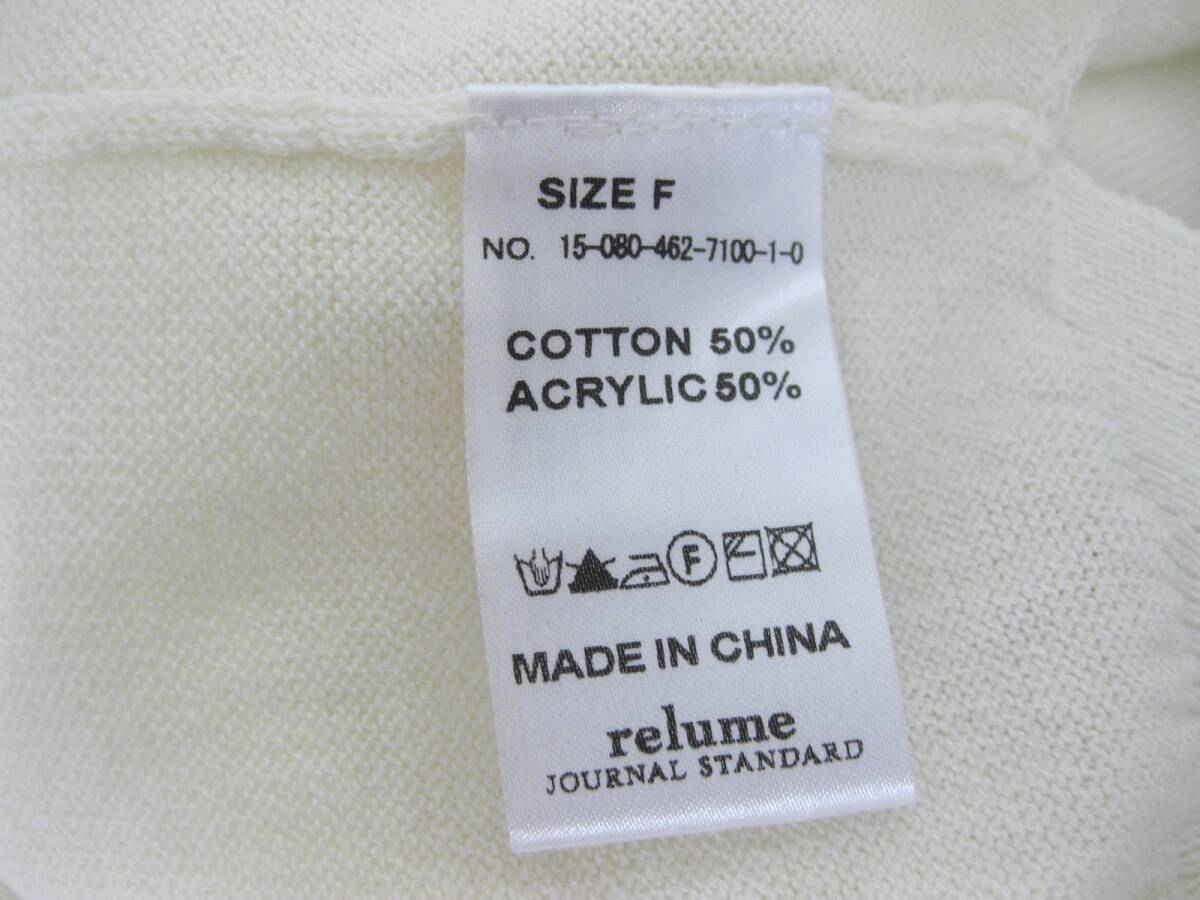 SIZE F
NO. 15-080-462-7100-1-0
COTTON 50%
ACRYLIC 50%
F
MADE IN CHINA
relume
JOURNAL STANDARD